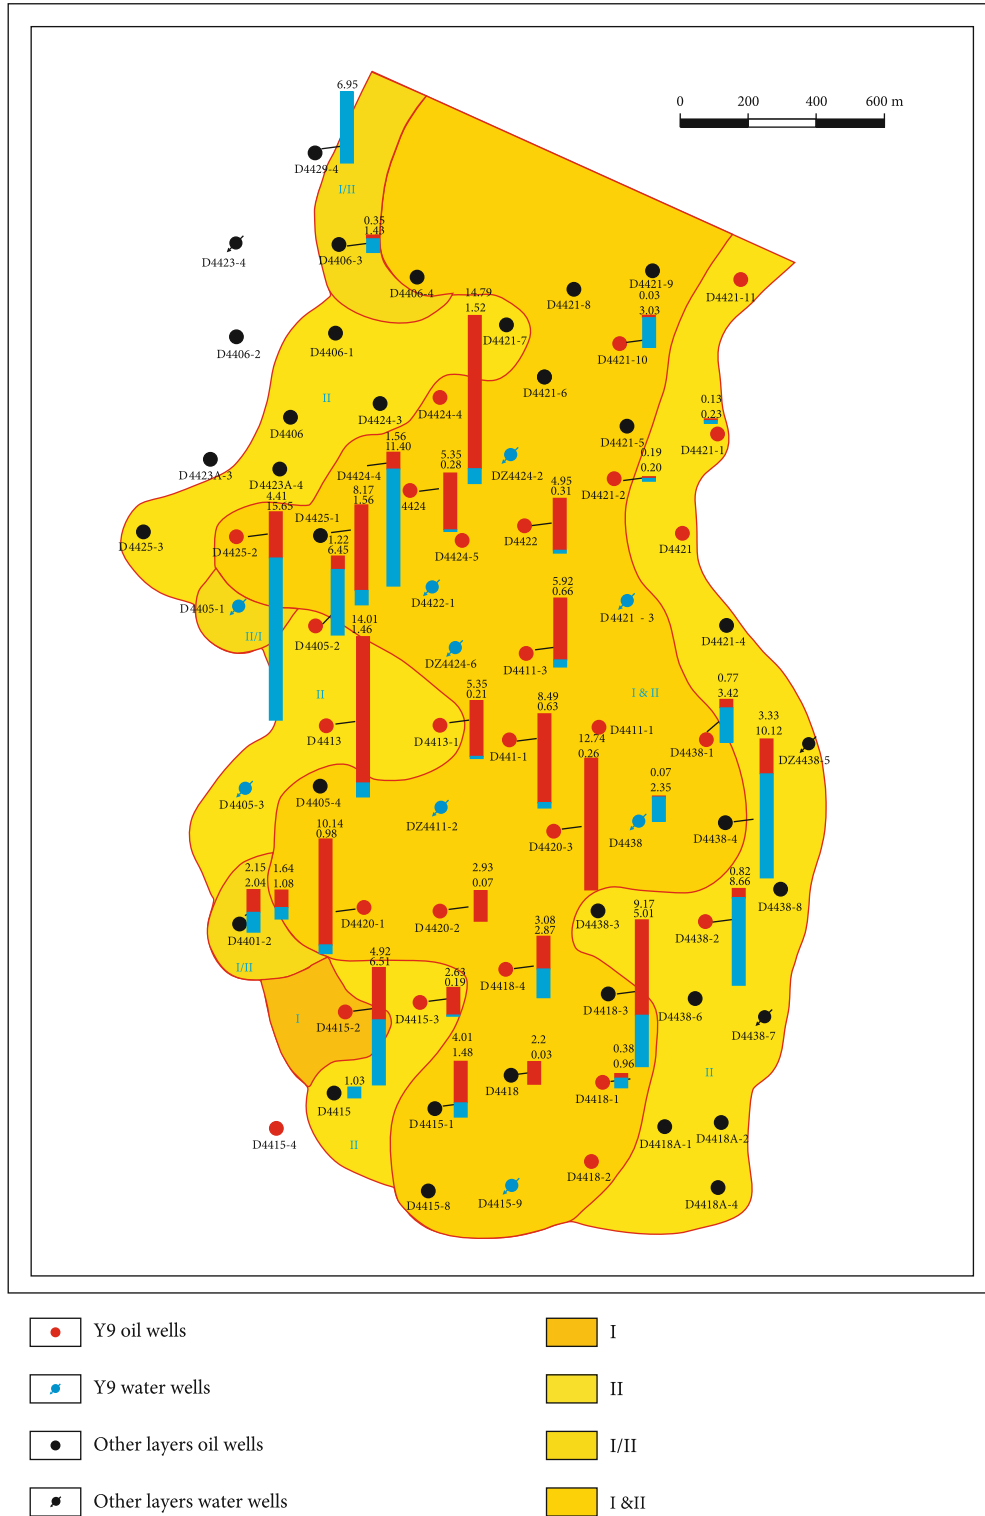 6.95
0 200 400 600 m
D4429-4
I/II
0.35
1.43
D4423-4
D4406-3
D4421-9
D4406-4
D4421-8
D4421-11
0.03
3.03
14.79
1.52
D4406-2
D4406-1
D4421-7
D4421-10
D4421-6
II
D4424-4
0.13
0.23
D4406
D4424-3
D4421-5
D4421-1
1.56
11.40
5.35
0.28
0.19
0.20
D4423A-3
D4423A-4
D4424-4
DZ4424-2
D4421-2
4.41
15.65
8.17
1.56
4424
4.95
0.31
D4425-1
D4425-3
D4425-2
1.22
6.45
D4424-5
D4422
D4421
5.92
0.66
D4405-1
D4422-1
D4421 - 3
14.01
1.46
II/I
D4405-2
DZ4424-6
D4411-3
D4421-4
II
I & II
0.77
3.42
5.35
0.21
8.49
0.63
3.33
10.12
D4413
D4413-1
D441-1
D4411-1
D4438-1
DZ4438-5
12.74
0.26
0.07
2.35
D4405-3
D4405-4
10.14
0.98
DZ4411-2
D4420-3
D4438
D4438-4
2.15
2.04
1.64
1.08
2.93
0.07
0.82
8.66
D4401-2
D4420-1
D4420-2
D4438-3
9.17
5.01
D4438-8
3.08
2.87
D4438-2
I/II
4.92
6.51
2.63
0.19
D4418-4
I
D4415-2
D4415-3
D4418-3
D4438-6
D4438-7
4.01
1.48
2.2
0.03
0.38
0.96
1.03
D4415
D4418
D4418-1
II
D4415-1
D4415-4
II
D4418A-1
D4418A-2
D4418-2
D4415-8
D4415-9
D4418A-4
Y9 oil wells
I
Y9 water wells
II
Other layers oil wells
I/II
Other layers water wells
I &II